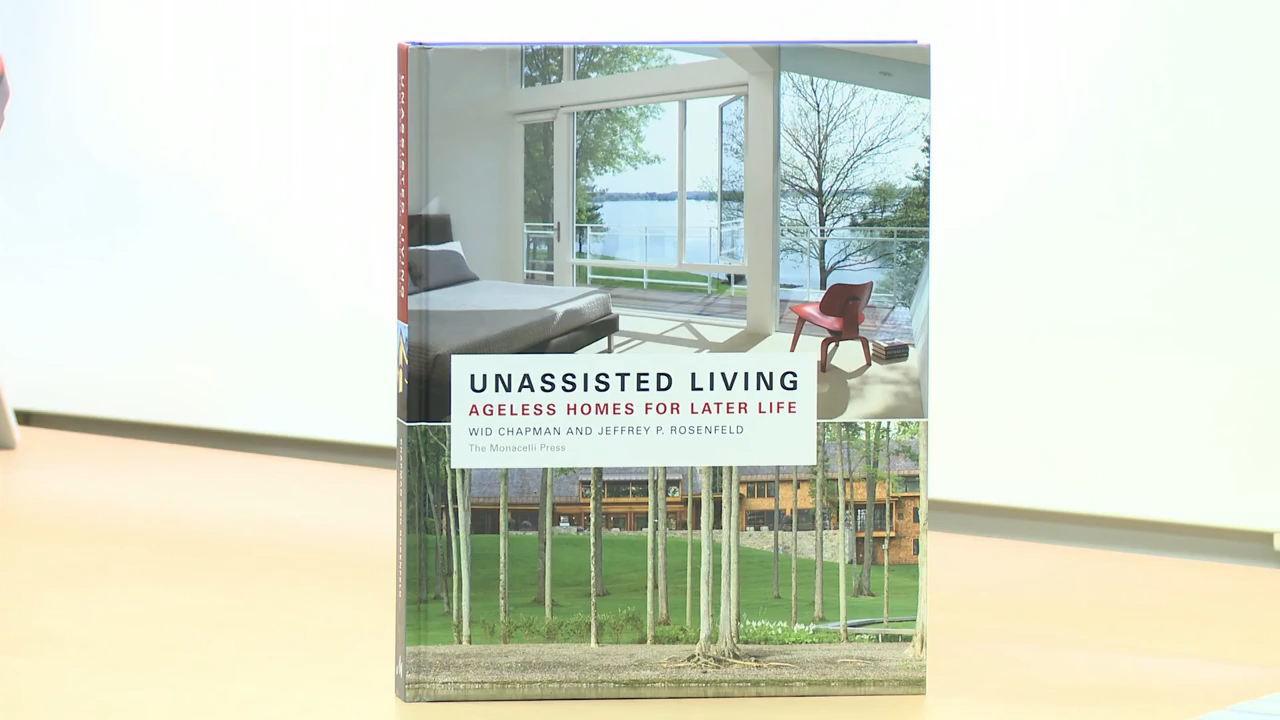 UNASSISTED LIVING
AGELESS HOMES FOR LATER LIFE
WID CHAPMAN AND JEFFREY P. ROSENFELD
The Monacelli Press
UNASSISTED LIVING